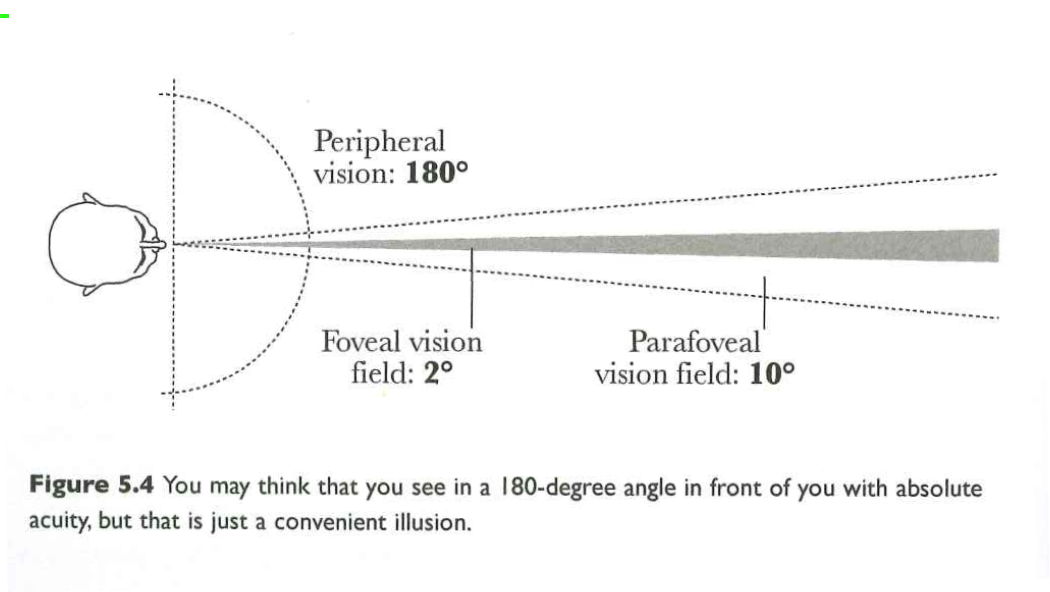 Peripheral
vision: 180°
Foveal vision
field: 2°
Parafoveal
vision field: 10°
Figure 5.4 You may think that you see in a 180-degree angle in front of you with absolute
acuity, but that is just a convenient illusion.